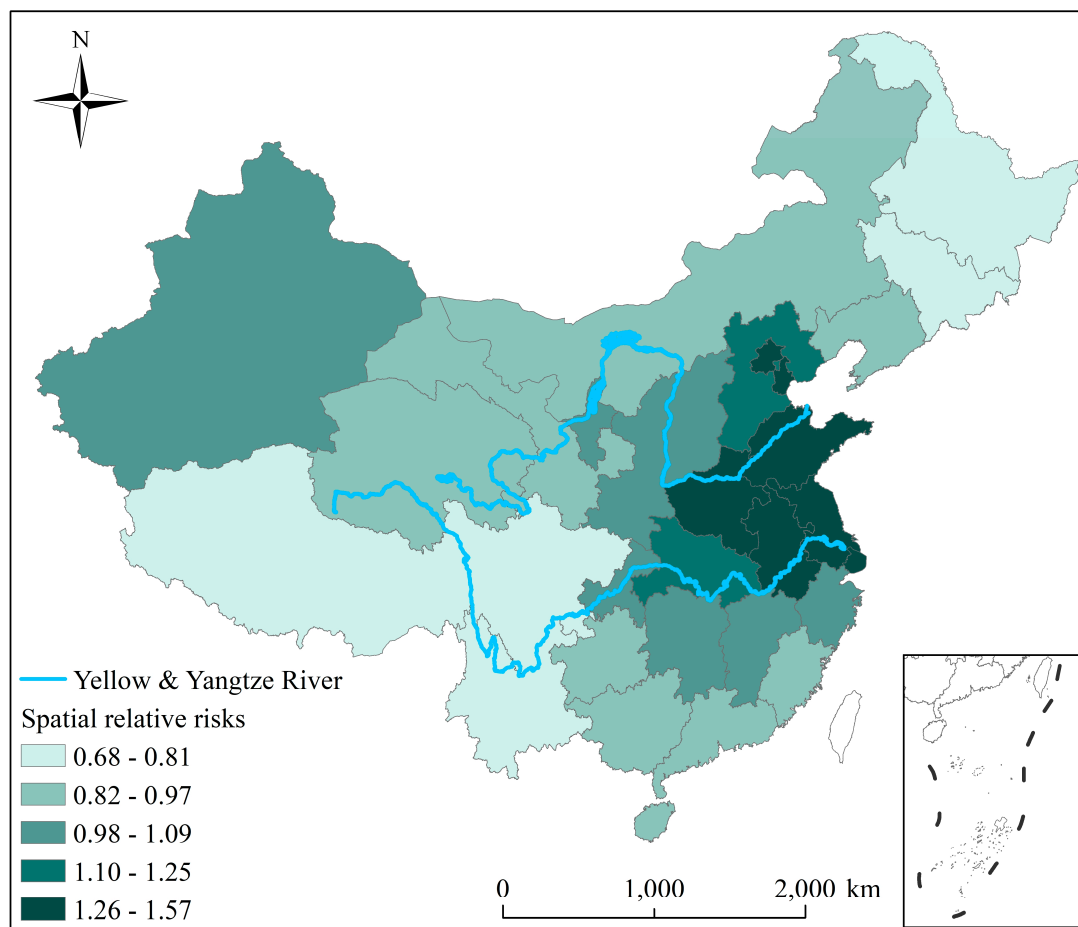 N
Yellow & Yangtze River
Spatial relative risks
0.68 - 0.81
0.82 - 0.97
0.98 - 1.09
1.10 - 1.25
1.26 - 1.57
0 1,000 2,000 km